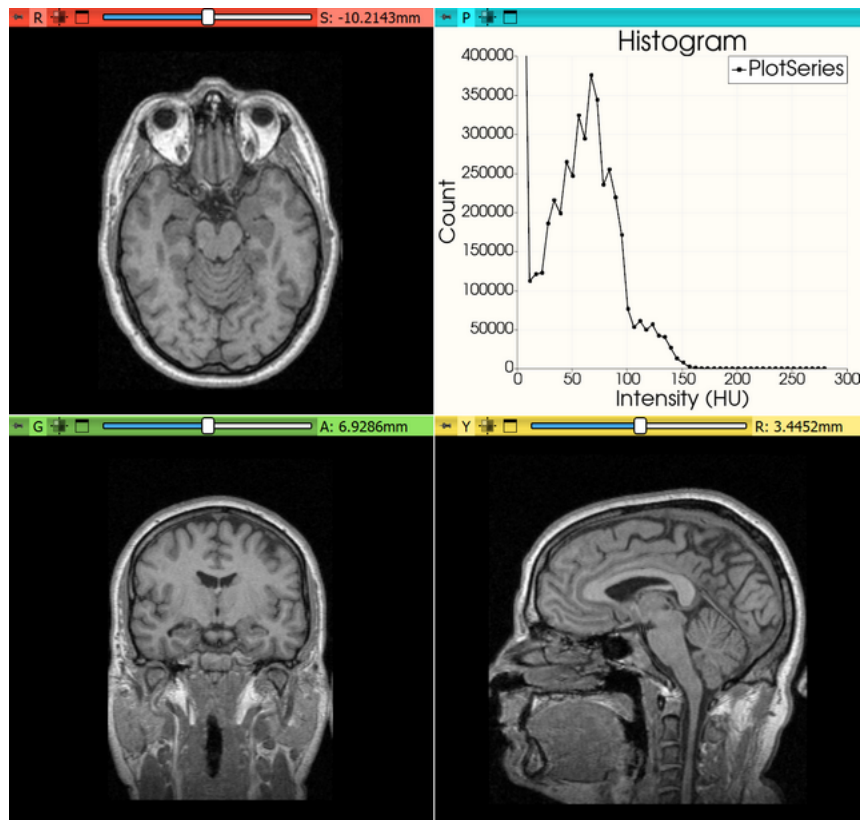 R S: -10.2143mm
P
Histogram
PlotSeries
400000
350000
300000
250000
200000
150000
100000
50000
0
Count
0 50 100 150 200 250 300
Intensity (HU)
G A: 6.9286mm
Y R: 3.4452mm